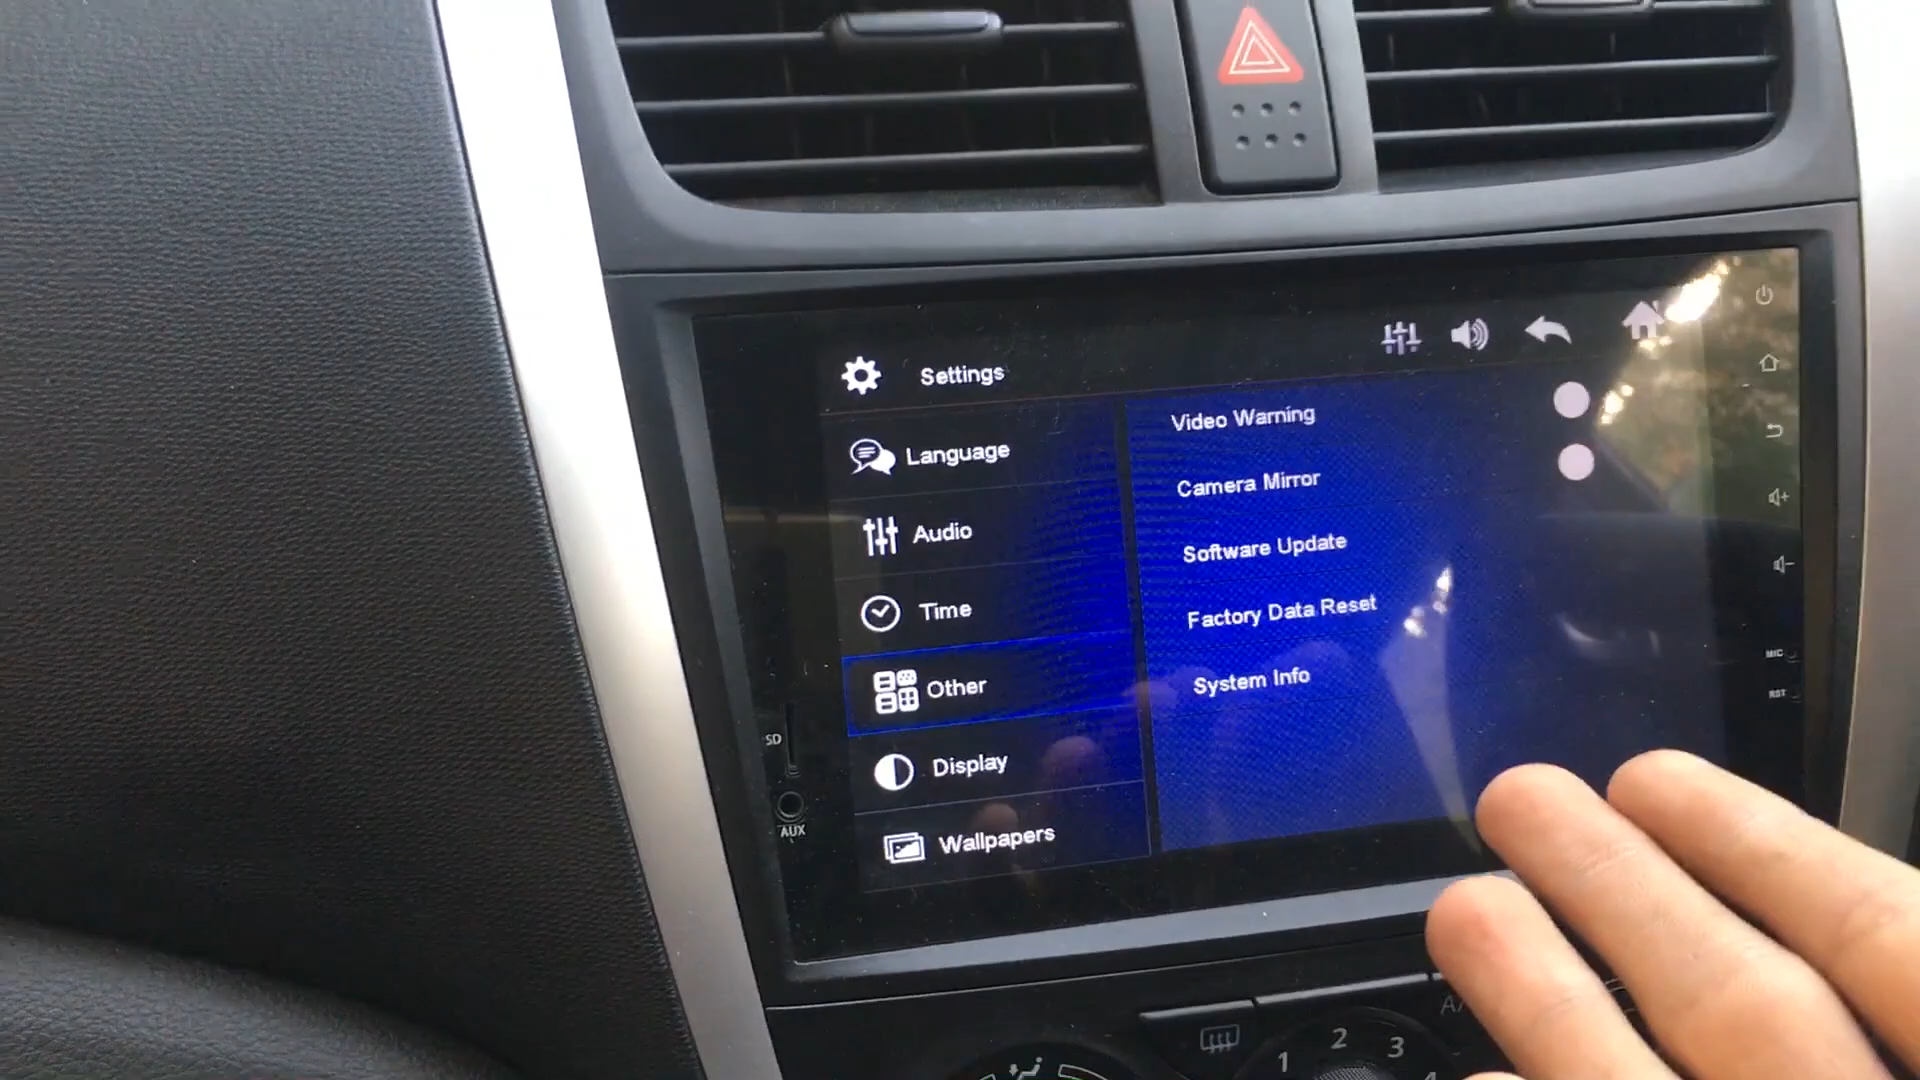 Settings
Language
Audio
Time
Other
Display
Wallpapers
Video Warning
Camera Mirror
Software Update
Factory Data Reset
System Info
SD
AUX
MIC
RST
1
2
3
4